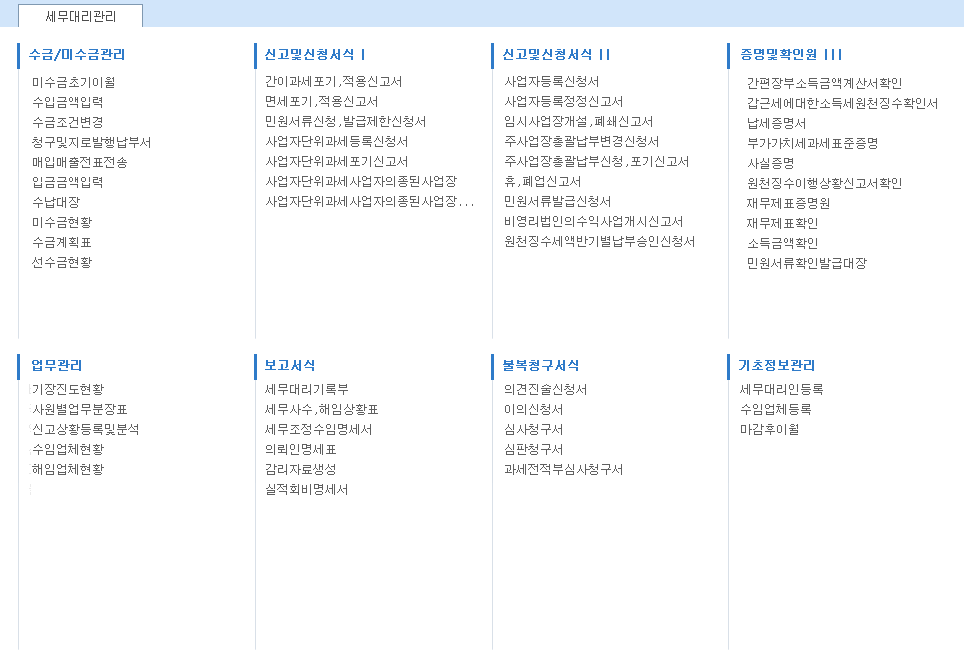 세무대리관리
수금/미수금관리
미수금초기이월
수입금액입력
수금조건변경
청구및지로발행납부서
매입매출전표전송
입금금액입력
수납대장
미수금현황
수금계획표
선수금현황
신고및신청서식 I
간이과세포기,적용신고서
면세포기,적용신고서
민원서류신청,발급제한신청서
사업자단위과세등록신청서
사업자단위과세포기신고서
사업자단위과세사업자의종된사업장
사업자단위과세사업자의종된사업장...
신고및신청서식 II
사업자등록신청서
사업자등록정정신고서
임시사업장개설,폐쇄신고서
주사업장총괄납부변경신청서
주사업장총괄납부신청,포기신고서
휴,폐업신고서
민원서류발급신청서
비영리법인의수익사업개시신고서
원천징수세액반기별납부승인신청서
증명및확인원 III
간편장부소득금액계산서확인
갑근세에대한소득세원천징수확인서
납세증명서
부가가치세과세표준증명
사실증명
원천징수이행상황신고서확인
재무제표증명원
재무제표확인
소득금액확인
민원서류확인발급대장
업무관리
기장진도현황
사원별업무분장표
신고상황등록및분석
수임업체현황
해임업체현황
보고서식
세무대리기록부
세무사수,해임상황표
세무조정수임명세서
의뢰인명세표
감리자료생성
실적회비명세서
불복청구서식
의견진술신청서
이의신청서
심사청구서
심판청구서
과세전적부심사청구서
기초정보관리
세무대리인등록
수임업체등록
마감후이월